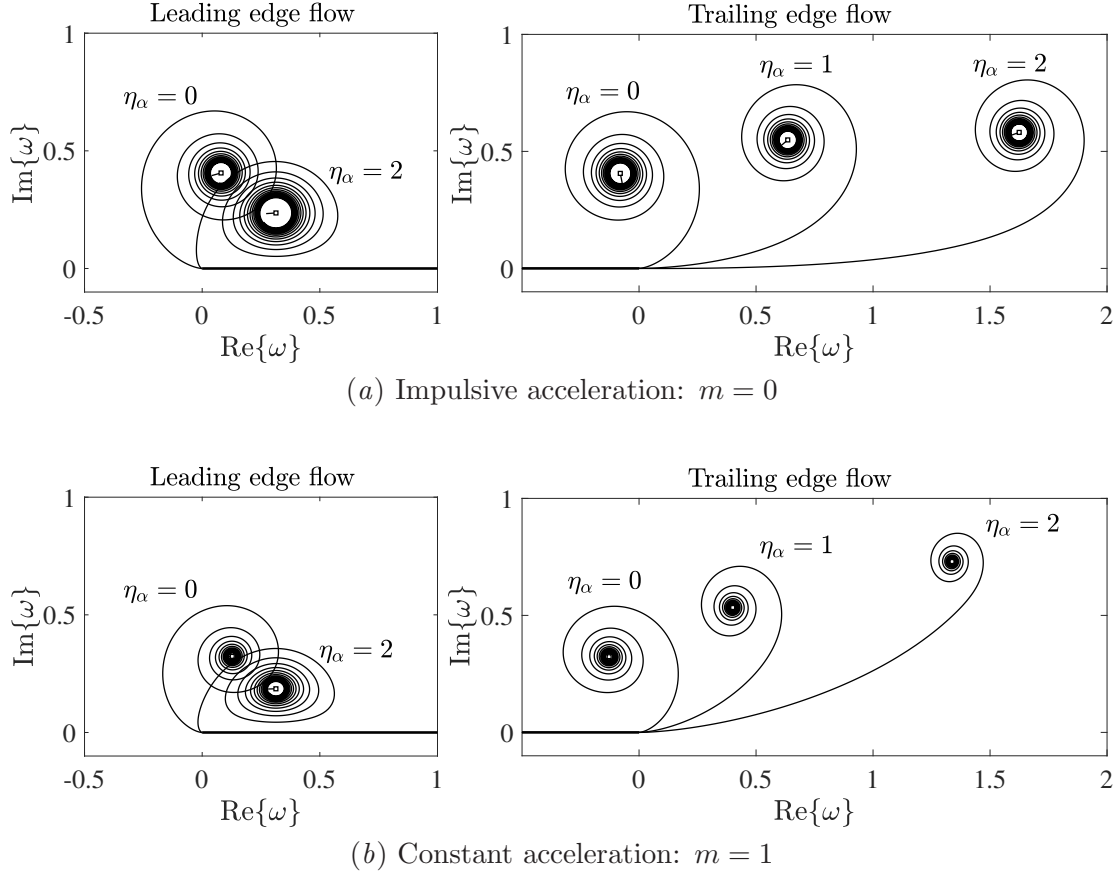 Leading edge flow
Trailing edge flow
1
0.5
0
Im{ω}
-0.5
0
0.5
1
Re{ω}
η_α = 0
η_α = 2
1
0.5
0
Im{ω}
0
0.5
1
1.5
2
Re{ω}
η_α = 0
η_α = 1
η_α = 2
(a) Impulsive acceleration: m = 0
Leading edge flow
Trailing edge flow
1
0.5
0
Im{ω}
-0.5
0
0.5
1
Re{ω}
η_α = 0
η_α = 2
1
0.5
0
Im{ω}
0
0.5
1
1.5
2
Re{ω}
η_α = 0
η_α = 1
η_α = 2
(b) Constant acceleration: m = 1